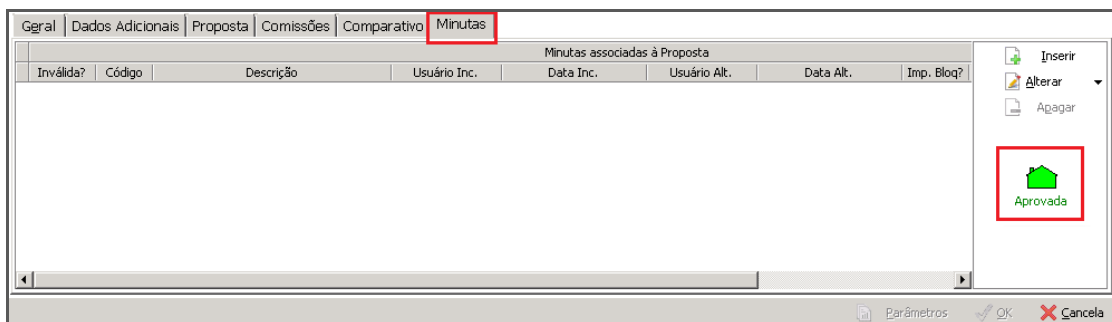 Geral Dados Adicionais Proposta Comissões Comparativo Minutas
Minutas associadas à Proposta
Inválida? Código Descrição Usuário Inc. Data Inc. Usuário Alt. Data Alt. Imp. Bloq?
Inserir
Alterar
Apagar
Aprovada
Parâmetros OK Cancela